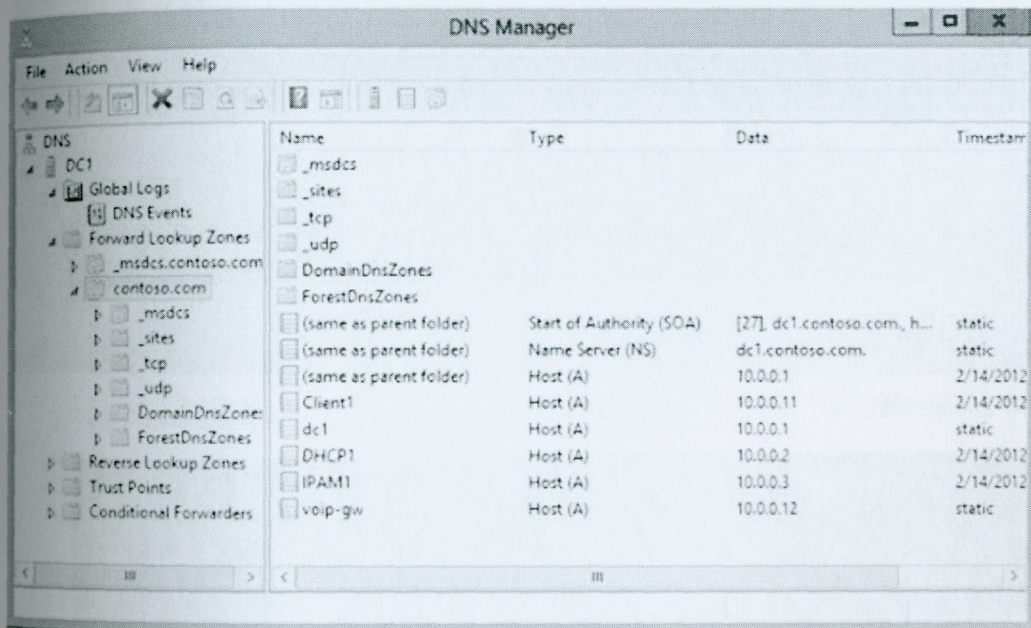 DNS Manager
File Action View Help
DNS
DC1
Global Logs
DNS Events
Forward Lookup Zones
_msdcs.contoso.com
contoso.com
_msdcs
_sites
_tcp
_udp
DomainDnsZone:
ForestDnsZones
Reverse Lookup Zones
Trust Points
Conditional Forwarders
Name Type Data Timestam
_msdcs
_sites
_tcp
_udp
DomainDnsZones
ForestDnsZones
(same as parent folder) Start of Authority (SOA) [27], dc1.contoso.com., h... static
(same as parent folder) Name Server (NS) dc1.contoso.com. static
(same as parent folder) Host (A) 10.0.0.1 2/14/2012
Client1 Host (A) 10.0.0.11 2/14/2012
dc1 Host (A) 10.0.0.1 static
DHCP1 Host (A) 10.0.0.2 2/14/2012
IPAM1 Host (A) 10.0.0.3 2/14/2012
voip-gw Host (A) 10.0.0.12 static